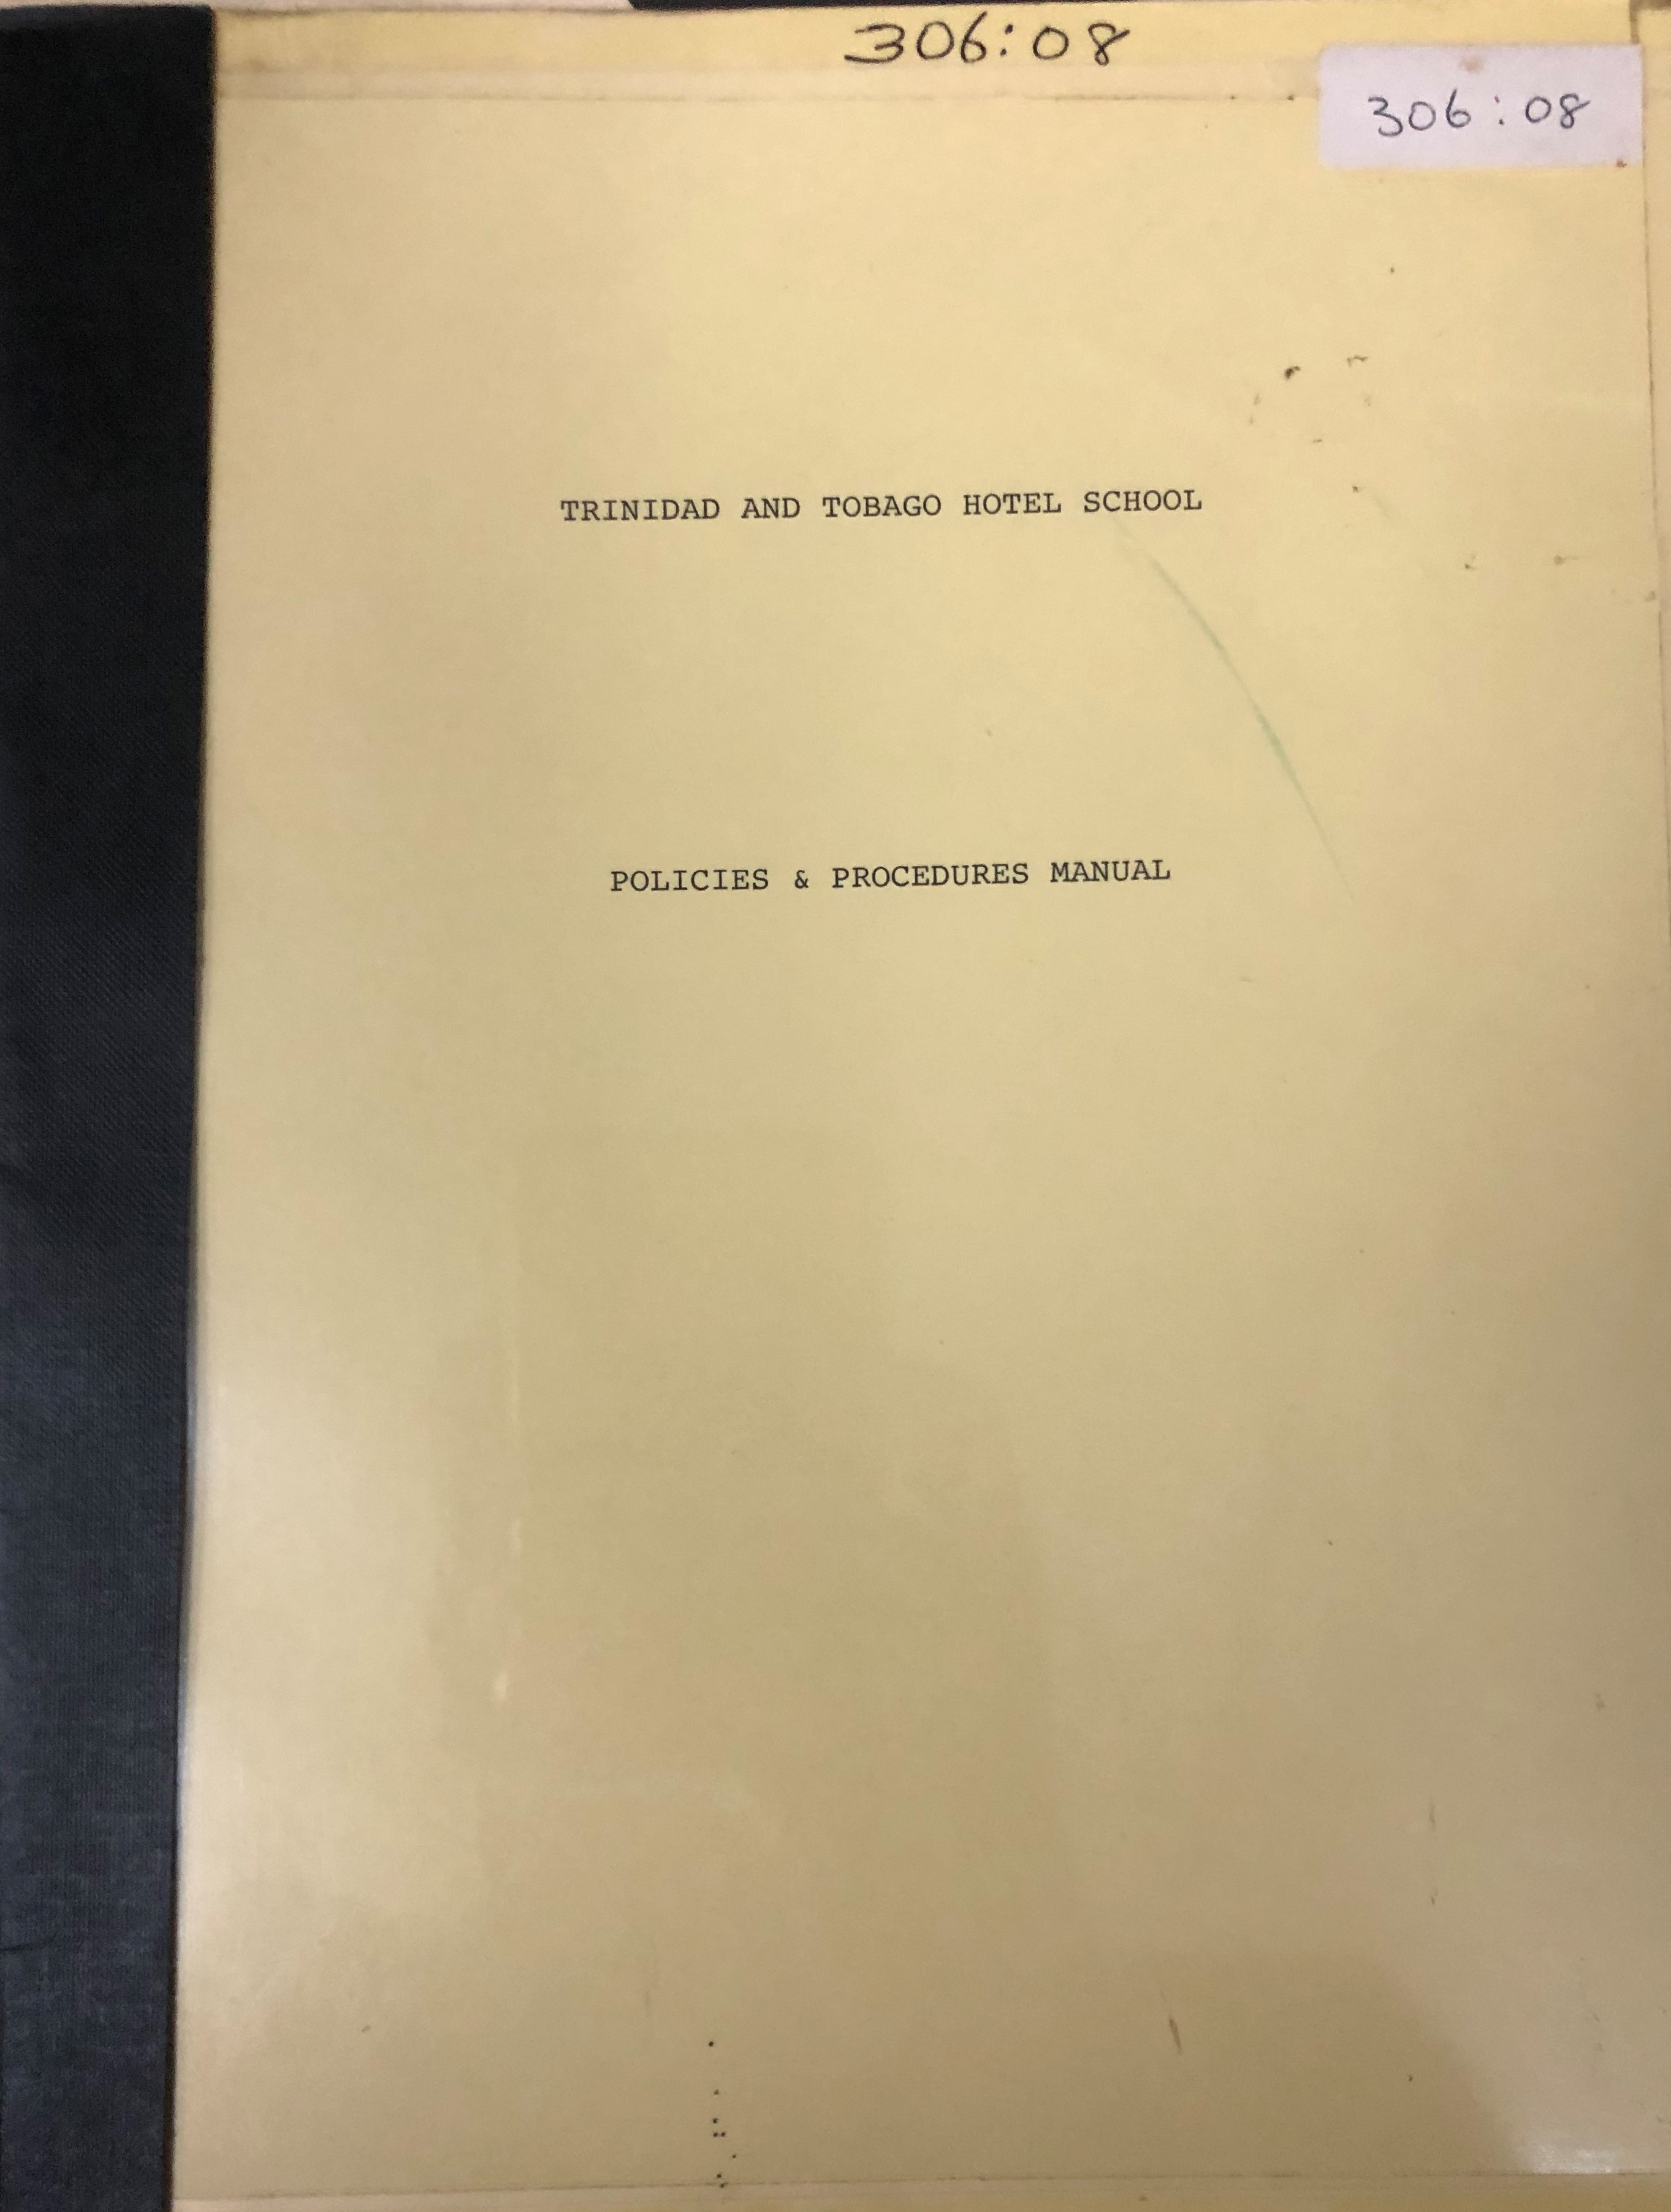 306:08
306:08
TRINIDAD AND TOBAGO HOTEL SCHOOL
POLICIES & PROCEDURES MANUAL